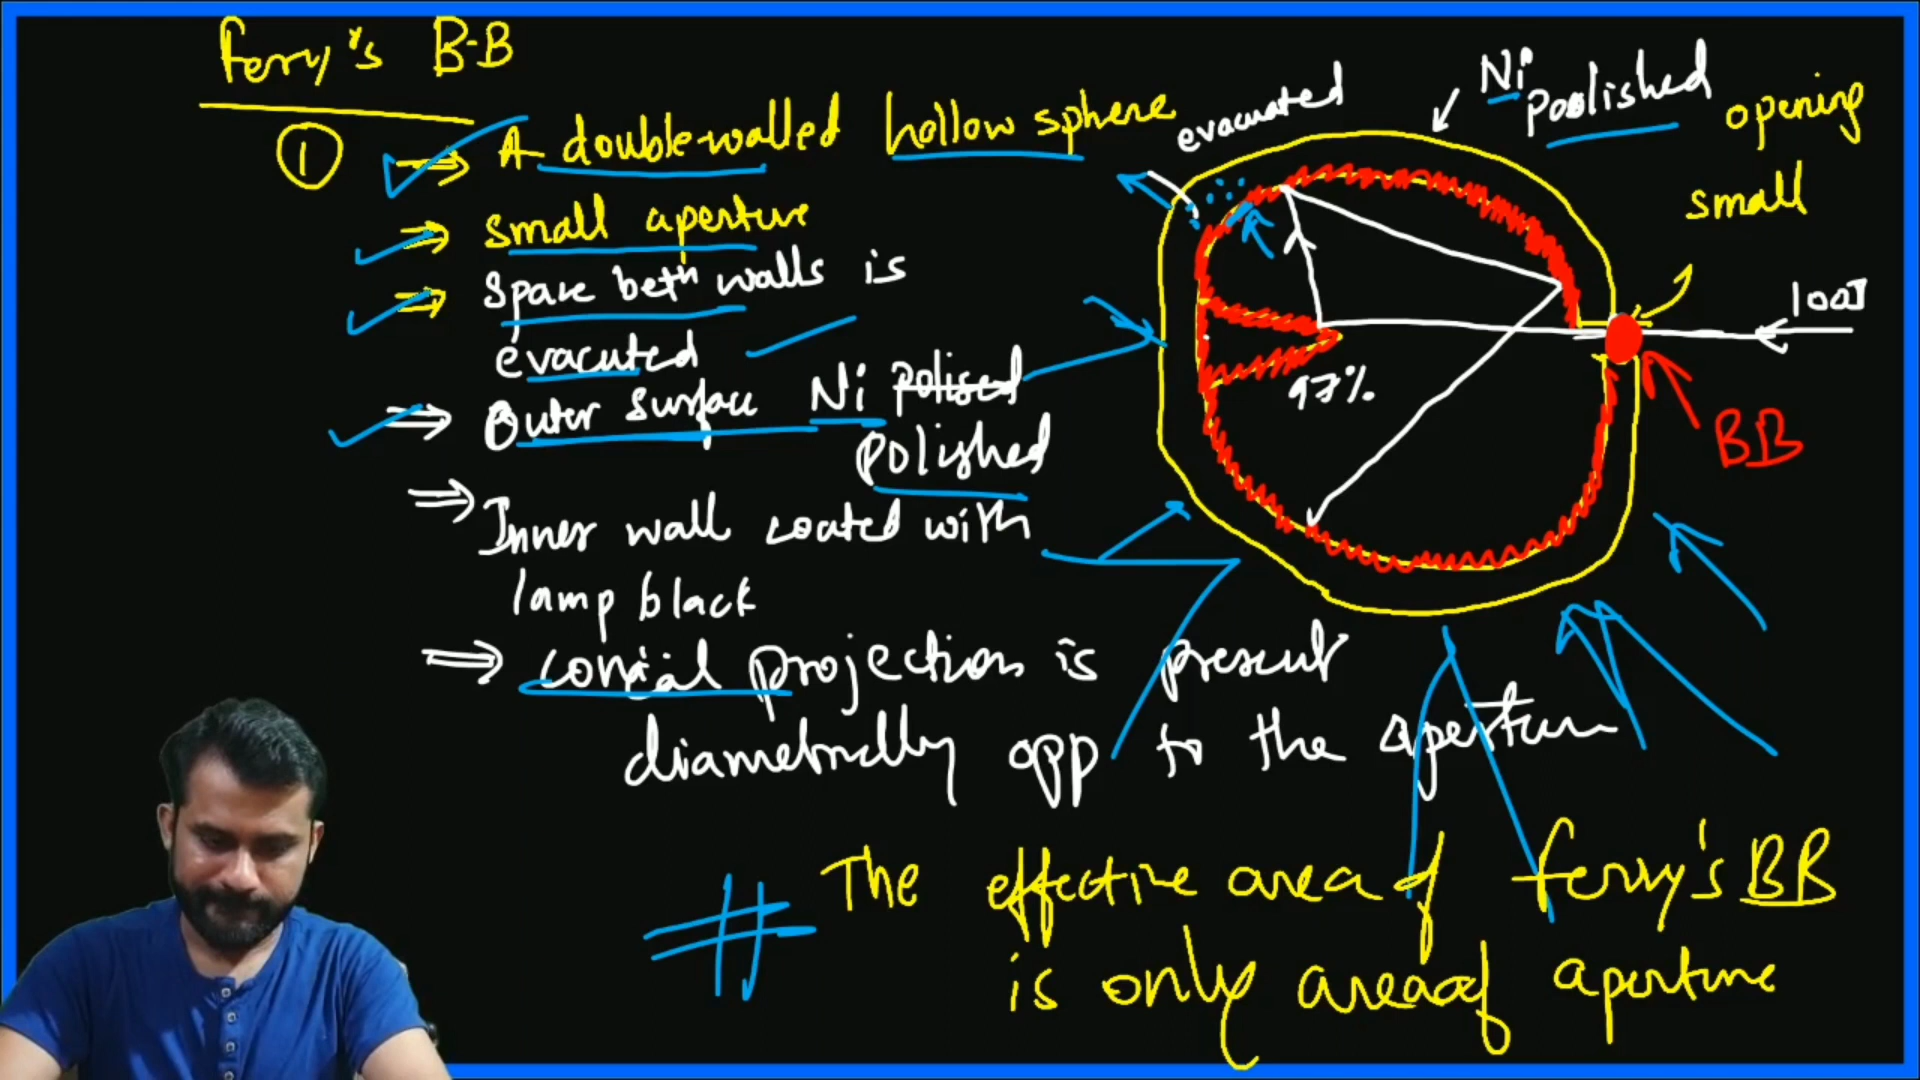 Ferry's B-B
① ⇒ A double walled hollow sphere
⇒ small aperture
⇒ Space betn walls is
evacuted
⇒ Outer surface Ni polised
polished
⇒ Inner wall coated with
lamp black
⇒ conical projection is present
diametrically opp to the aperture
# The effective area of ferry's BB
is only area of aperture
evacuated
Ni
poolished
opening
small
100J
97%
BB